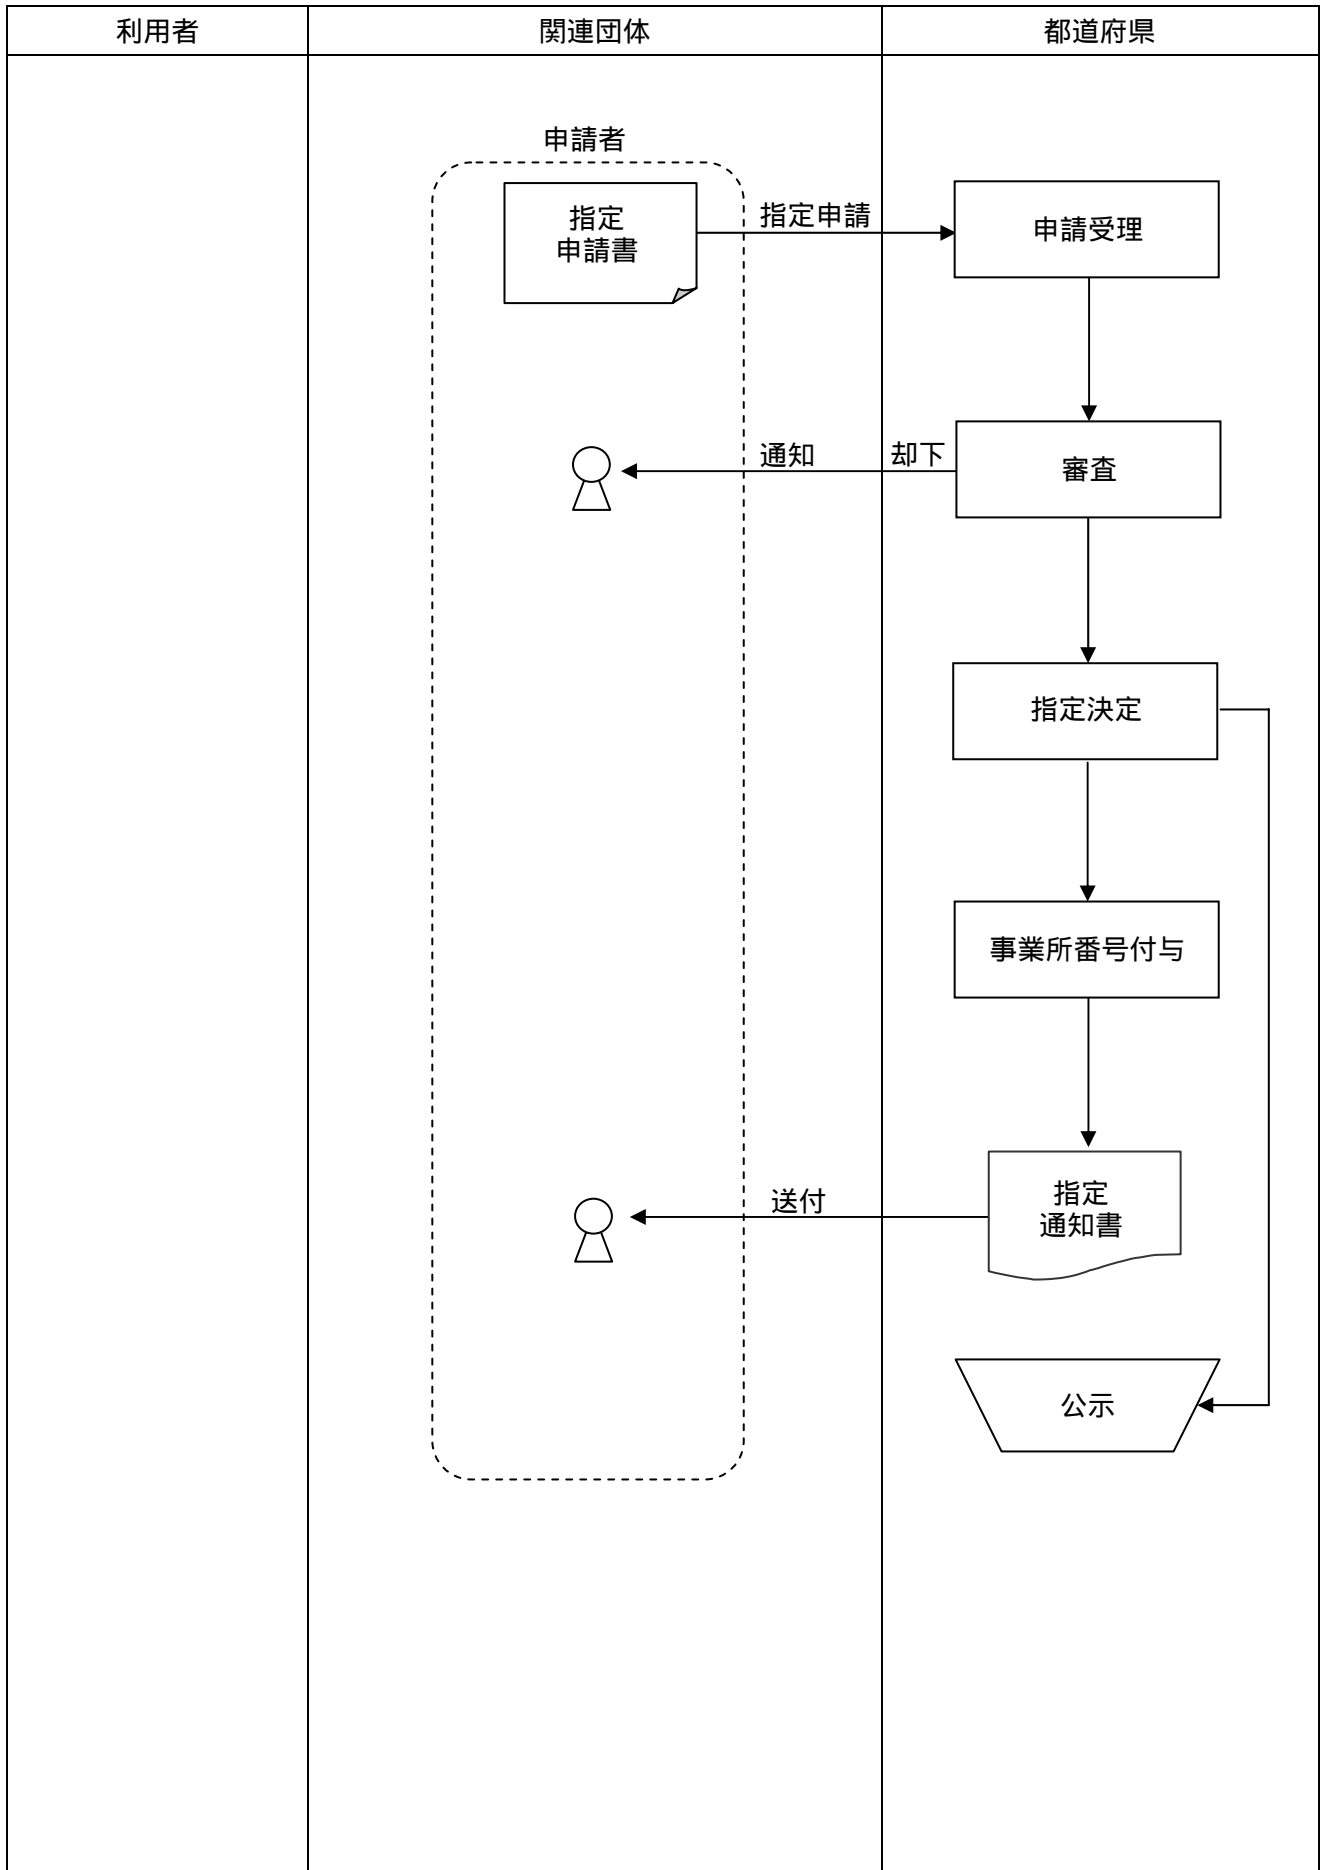 利用者
関連団体
都道府県
申請者
指定
申請書
指定申請
申請受理
通知
却下
審査
指定決定
事業所番号付与
送付
指定
通知書
公示